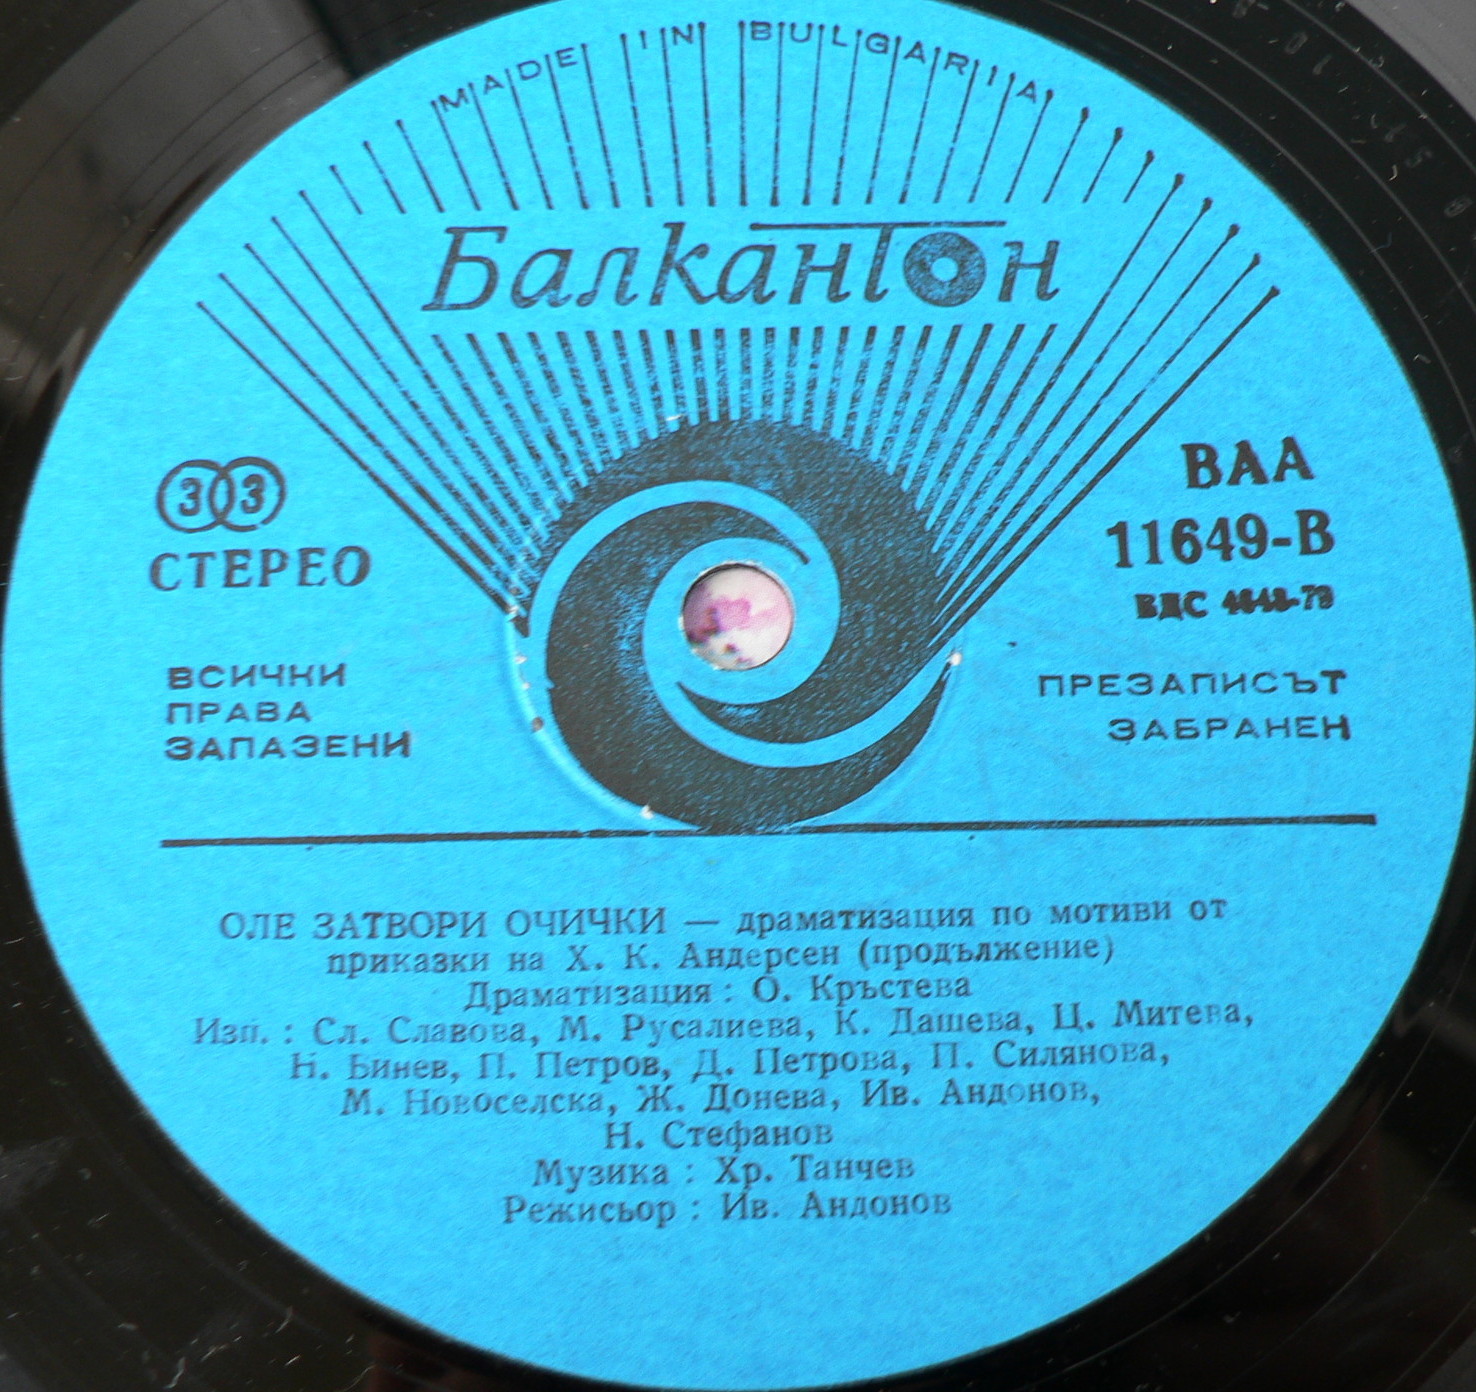 MADE IN BULGARIA
Балкантон
33
СТЕРЕО
ВАА
11649-В
ВСИЧКИ
ПРАВА
ЗАПАЗЕНИ
ПРЕЗАПИСЪТ
ЗАБРАНЕН
ОЛЕ ЗАТВОРИ ОЧИЧКИ — драматизация по мотиви от
приказки на Х. К. Андерсен (продължение)
Драматизация : О. Кръстева
Изп. : Сл. Славова, М. Русалиева, К. Дашева, Ц. Митева,
Н. Бинев, П. Петров, Д. Петрова, П. Силянова,
М. Новоселска, Ж. Донева, Ив. Андонов,
Н. Стефанов
Музика : Хр. Танчев
Режисьор : Ив. Андонов